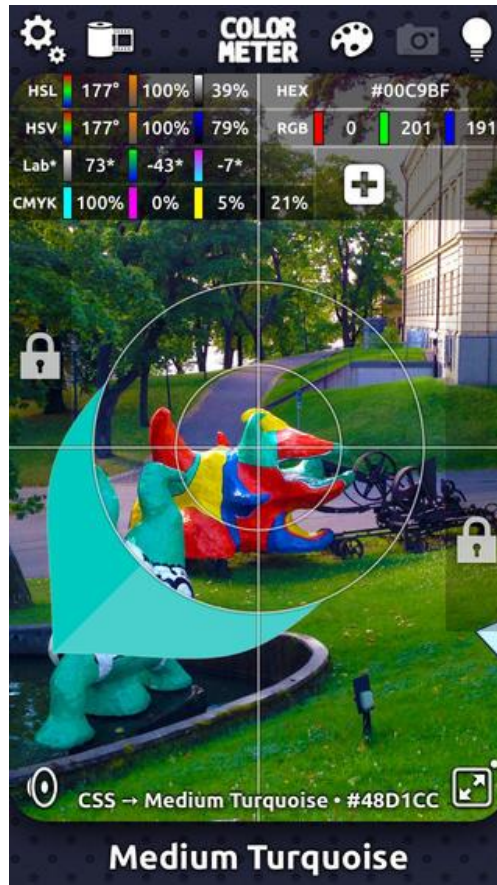 COLOR
METER
HSL 177° 100% 39% HEX #00C9BF
HSV 177° 100% 79% RGB 0 201 191
Lab* 73* -43* -7*
CMYK 100% 0% 5% 21%
CSS → Medium Turquoise • #48D1CC
Medium Turquoise